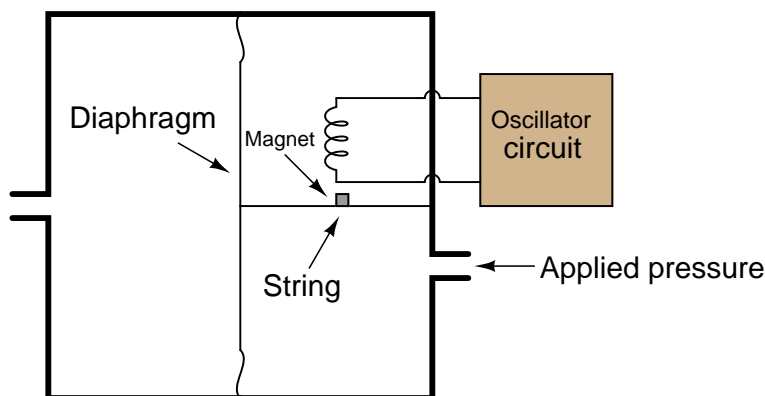 Diaphragm
Magnet
Oscillator
circuit
String
Applied pressure